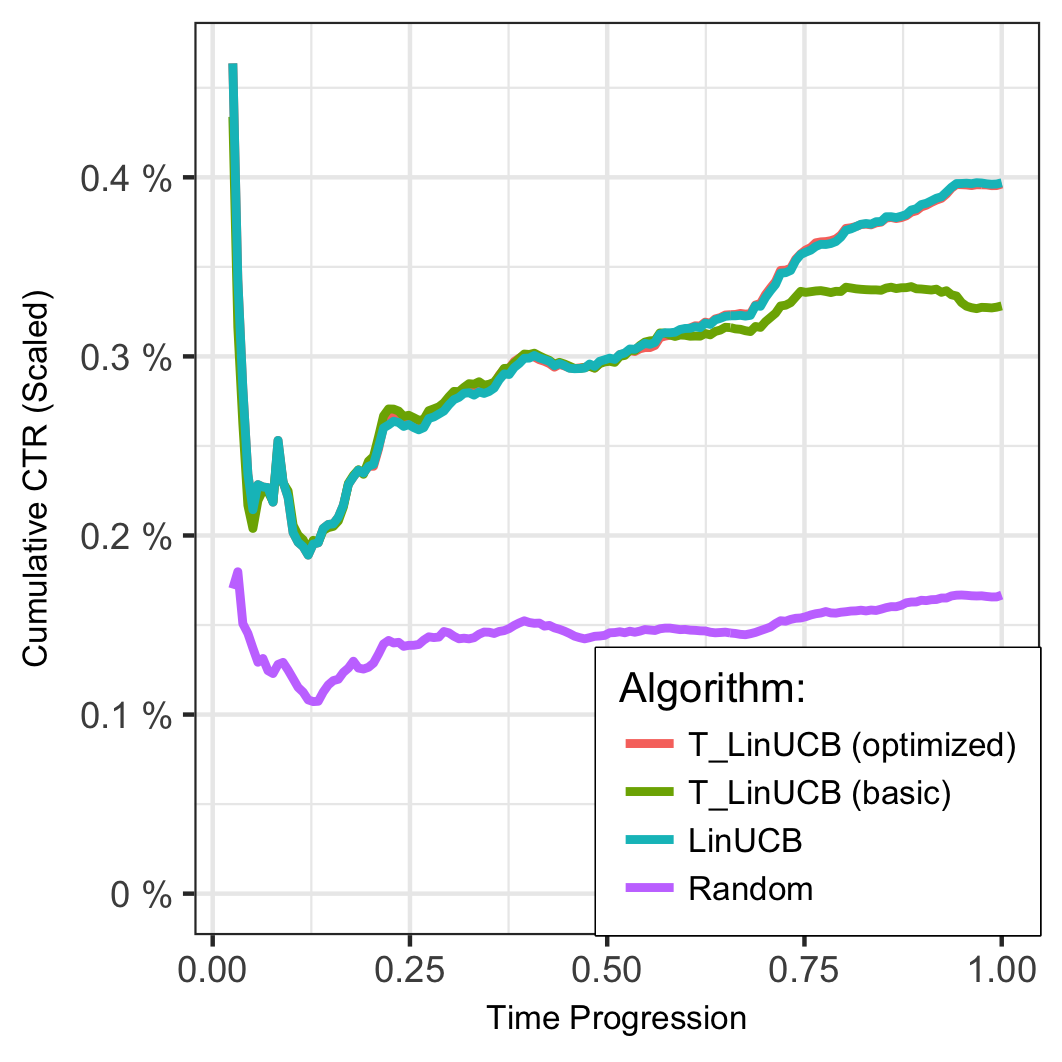 Cumulative CTR (Scaled)
0.4 %
0.3 %
0.2 %
0.1 %
0 %
Algorithm:
T_LinUCB (optimized)
T_LinUCB (basic)
LinUCB
Random
0.00 0.25 0.50 0.75 1.00
Time Progression